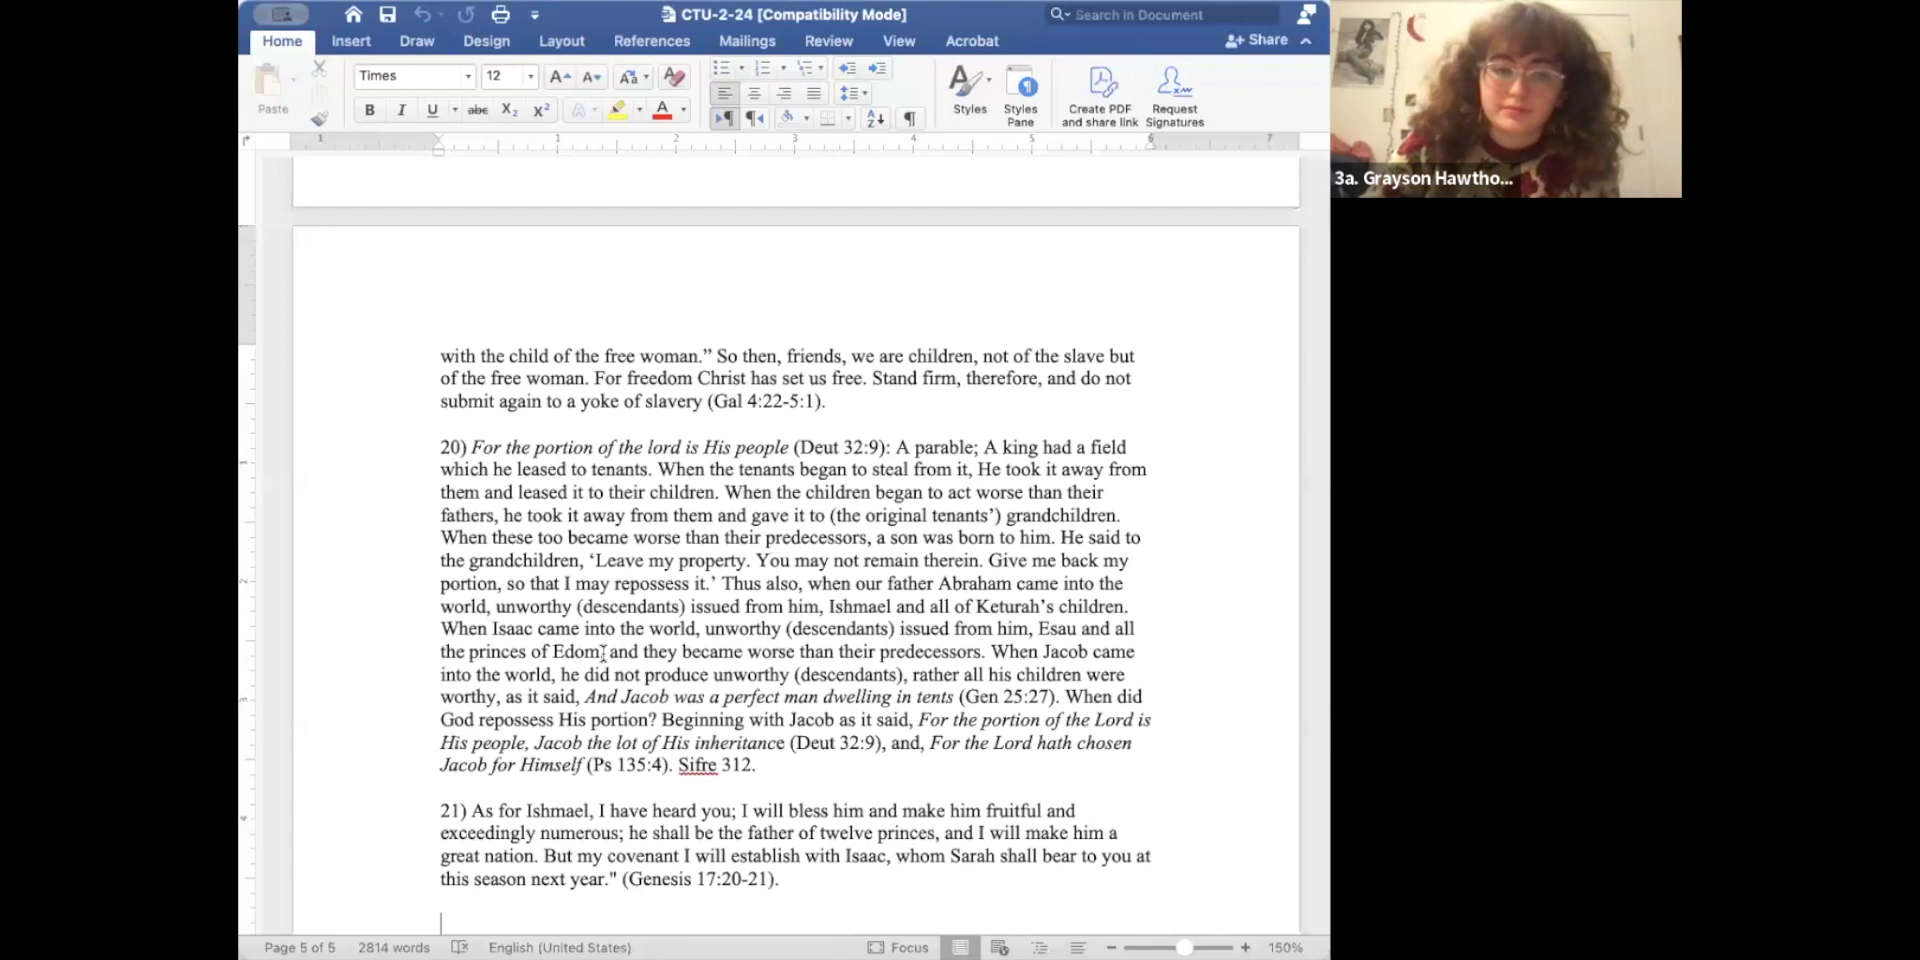 CTU-2-24 [Compatibility Mode]
Search in Document
Home Insert Draw Design Layout References Mailings Review View Acrobat Share
Times 12
Paste
Styles Styles Pane Create PDF and share link Request Signatures
3a. Grayson Hawtho...
with the child of the free woman.” So then, friends, we are children, not of the slave but
of the free woman. For freedom Christ has set us free. Stand firm, therefore, and do not
submit again to a yoke of slavery (Gal 4:22-5:1).
20) For the portion of the lord is His people (Deut 32:9): A parable; A king had a field
which he leased to tenants. When the tenants began to steal from it, He took it away from
them and leased it to their children. When the children began to act worse than their
fathers, he took it away from them and gave it to (the original tenants’) grandchildren.
When these too became worse than their predecessors, a son was born to him. He said to
the grandchildren, ‘Leave my property. You may not remain therein. Give me back my
portion, so that I may repossess it.’ Thus also, when our father Abraham came into the
world, unworthy (descendants) issued from him, Ishmael and all of Keturah’s children.
When Isaac came into the world, unworthy (descendants) issued from him, Esau and all
the princes of Edom, and they became worse than their predecessors. When Jacob came
into the world, he did not produce unworthy (descendants), rather all his children were
worthy, as it said, And Jacob was a perfect man dwelling in tents (Gen 25:27). When did
God repossess His portion? Beginning with Jacob as it said, For the portion of the Lord is
His people, Jacob the lot of His inheritance (Deut 32:9), and, For the Lord hath chosen
Jacob for Himself (Ps 135:4). Sifre 312.
21) As for Ishmael, I have heard you; I will bless him and make him fruitful and
exceedingly numerous; he shall be the father of twelve princes, and I will make him a
great nation. But my covenant I will establish with Isaac, whom Sarah shall bear to you at
this season next year." (Genesis 17:20-21).
Page 5 of 5 2814 words English (United States) Focus 150%